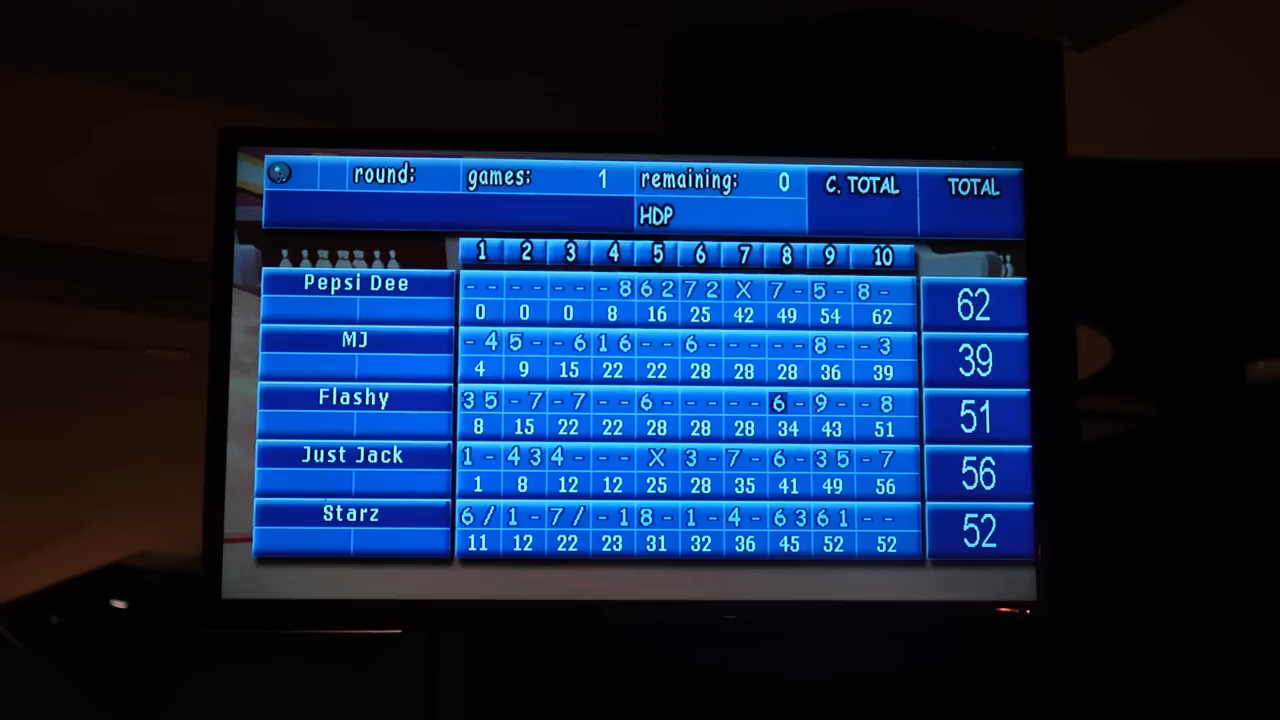 round: games: 1 remaining: 0 C. TOTAL TOTAL
HDP
1 2 3 4 5 6 7 8 9 10
Pepsi Dee - - - - - - - 8 6 2 7 2 X 7 - 5 - 8 - 62
0 0 0 8 16 25 42 49 54 62
MJ - 4 5 - - 6 1 6 - - 6 - - - - - 8 - - 3 39
4 9 15 22 22 28 28 28 36 39
Flashy 3 5 - 7 - 7 - - 6 - - - - - 6 - 9 - - 8 51
8 15 22 22 28 28 28 34 43 51
Just Jack 1 - 4 3 4 - - - X 3 - 7 - 6 - 3 5 - 7 56
1 8 12 12 25 28 35 41 49 56
Starz 6 / 1 - 7 / - 1 8 - 1 - 4 - 6 3 6 1 - - 52
11 12 22 23 31 32 36 45 52 52